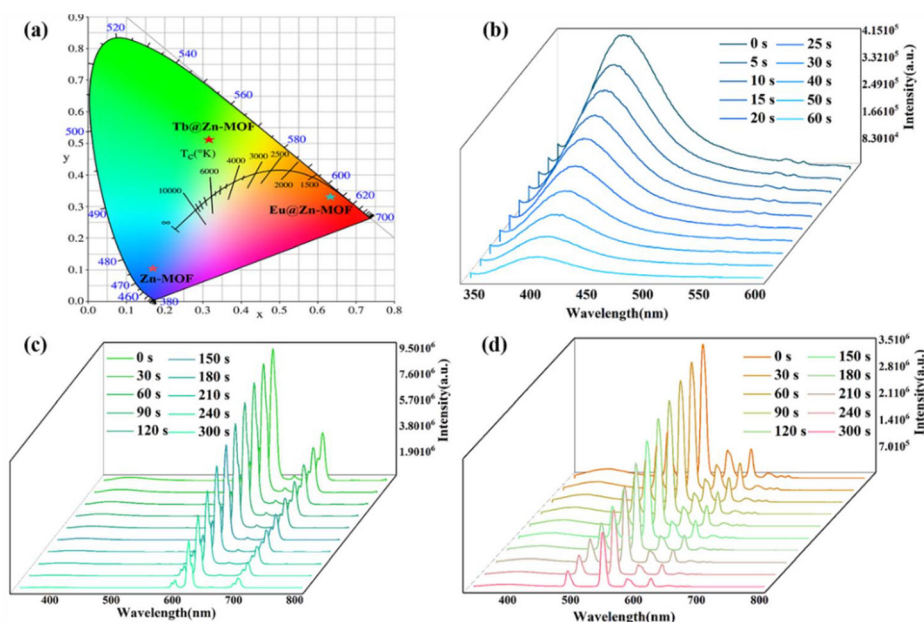 (a)
0.9
0.8
0.7
0.6
0.5
0.4
0.3
0.2
0.1
0.0
y
0.0 0.1 0.2 0.3 0.4 0.5 0.6 0.7 0.8
x
520
540
560
500
580
600
620
700
490
480
470
460
380
Tb@Zn-MOF
Tc(°K)
10000
6000
4000
3000
2500
2000
1500
∞
Eu@Zn-MOF
Zn-MOF
(b)
0 s 25 s
5 s 30 s
10 s 40 s
15 s 50 s
20 s 60 s
4.1510⁵
3.3210⁵
2.4910⁵
1.6610⁵
8.3010⁴
Intensity(a.u.)
350 400 450 500 550 600
Wavelength(nm)
(c)
0 s 150 s
30 s 180 s
60 s 210 s
90 s 240 s
120 s 300 s
9.5010⁶
7.6010⁶
5.7010⁶
3.8010⁶
1.9010⁶
Intensity(a.u.)
400 500 600 700 800
Wavelength(nm)
(d)
0 s 150 s
30 s 180 s
60 s 210 s
90 s 240 s
120 s 300 s
3.510⁶
2.810⁶
2.110⁶
1.410⁶
7.010⁵
Intensity(a.u.)
400 500 600 700 800
Wavelength(nm)